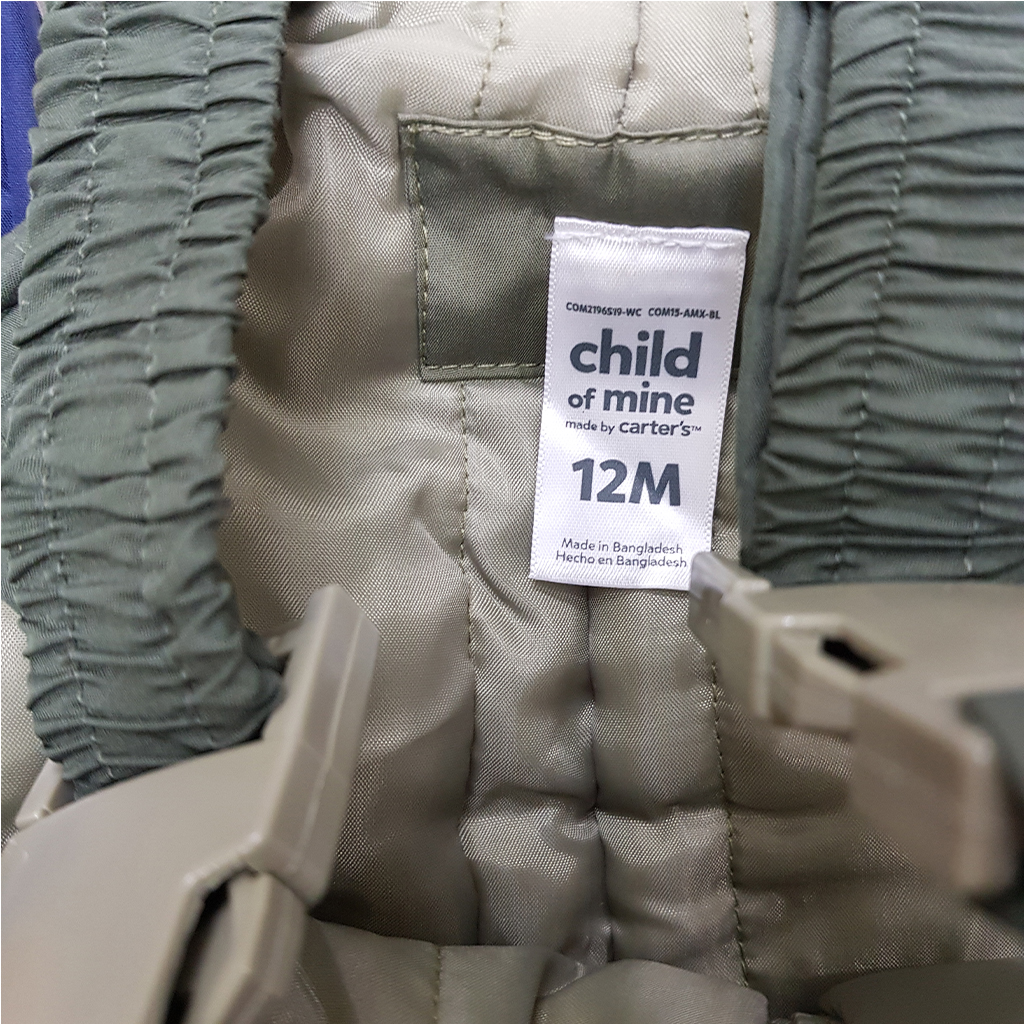 COM2196519-WC COM15-AMX-BL
child
of mine
made by carter's™
12M
Made in Bangladesh
Hecho en Bangladesh